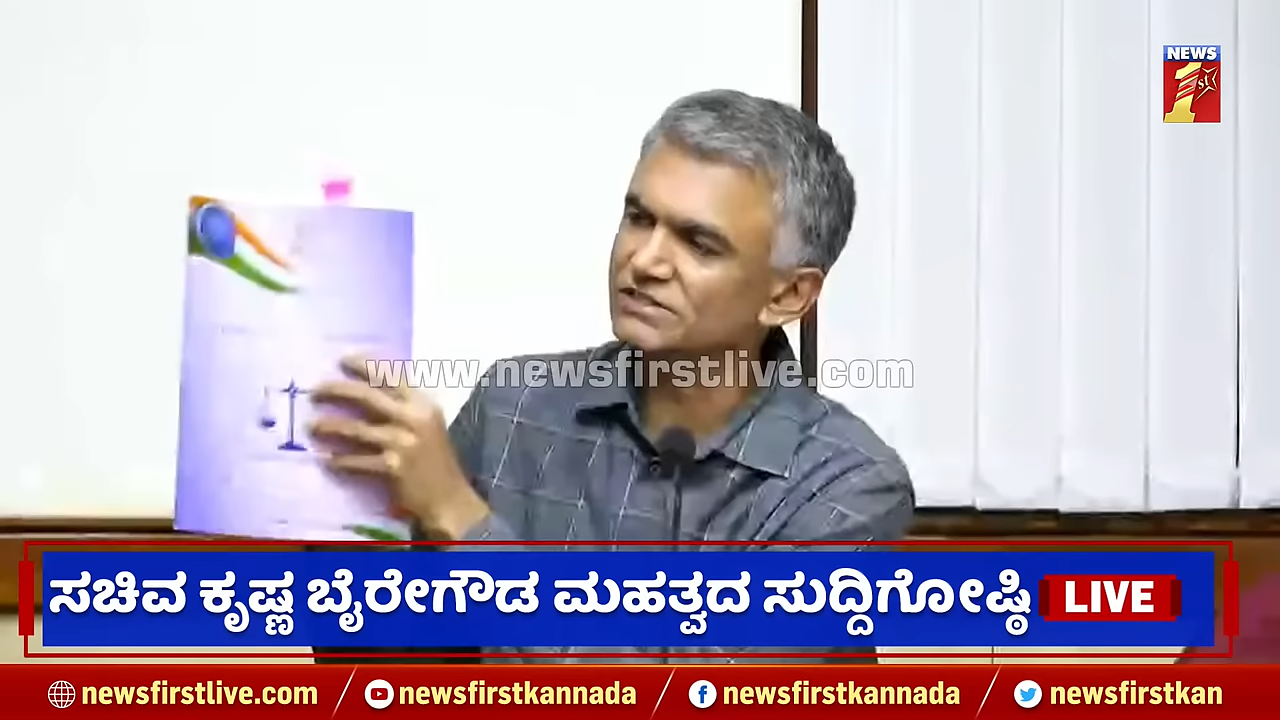 NEWS
1st
www.newsfirstlive.com
ಸಚಿವ ಕೃಷ್ಣ ಬೈರೇಗೌಡ ಮಹತ್ವದ ಸುದ್ದಿಗೋಷ್ಠಿ LIVE
newsfirstlive.com newsfirstkannada newsfirstkannada newsfirstkan